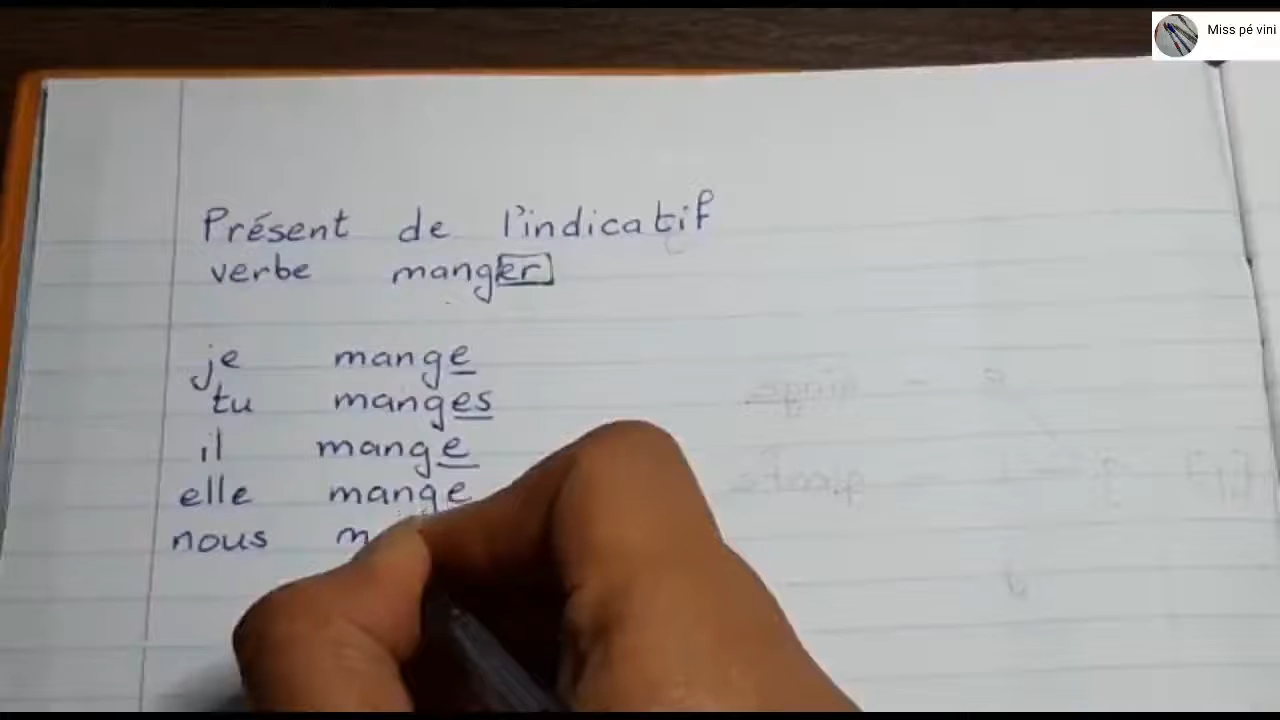 Miss pé vini
Présent de l'indicatif
verbe manger
je mange
tu manges
il mange
elle mange
nous